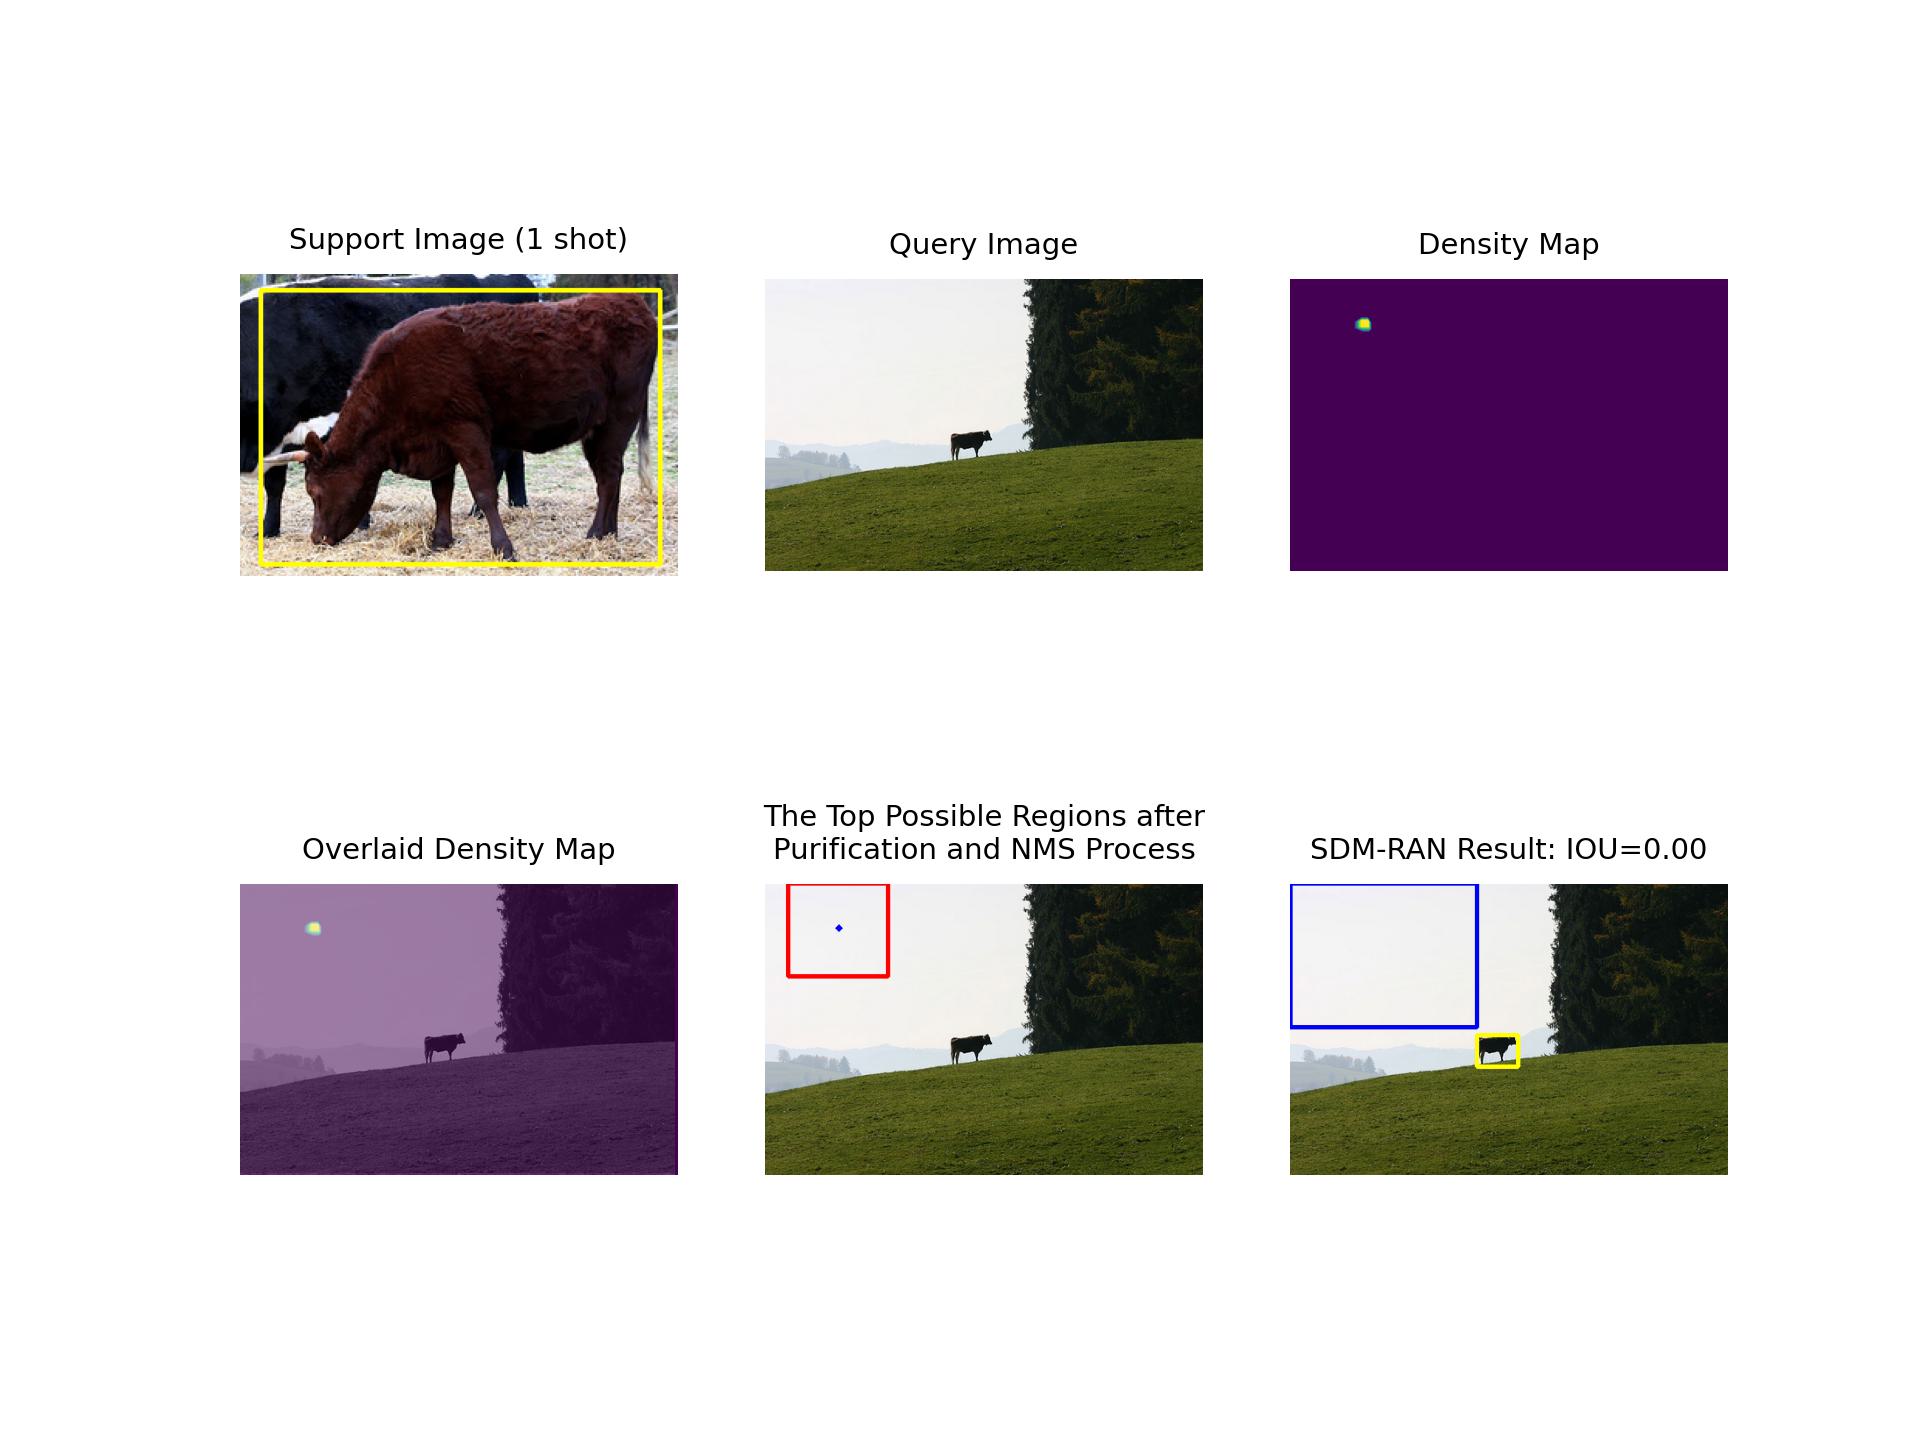 Support Image (1 shot)
Query Image
Density Map
Overlaid Density Map
The Top Possible Regions after
Purification and NMS Process
SDM-RAN Result: IOU=0.00